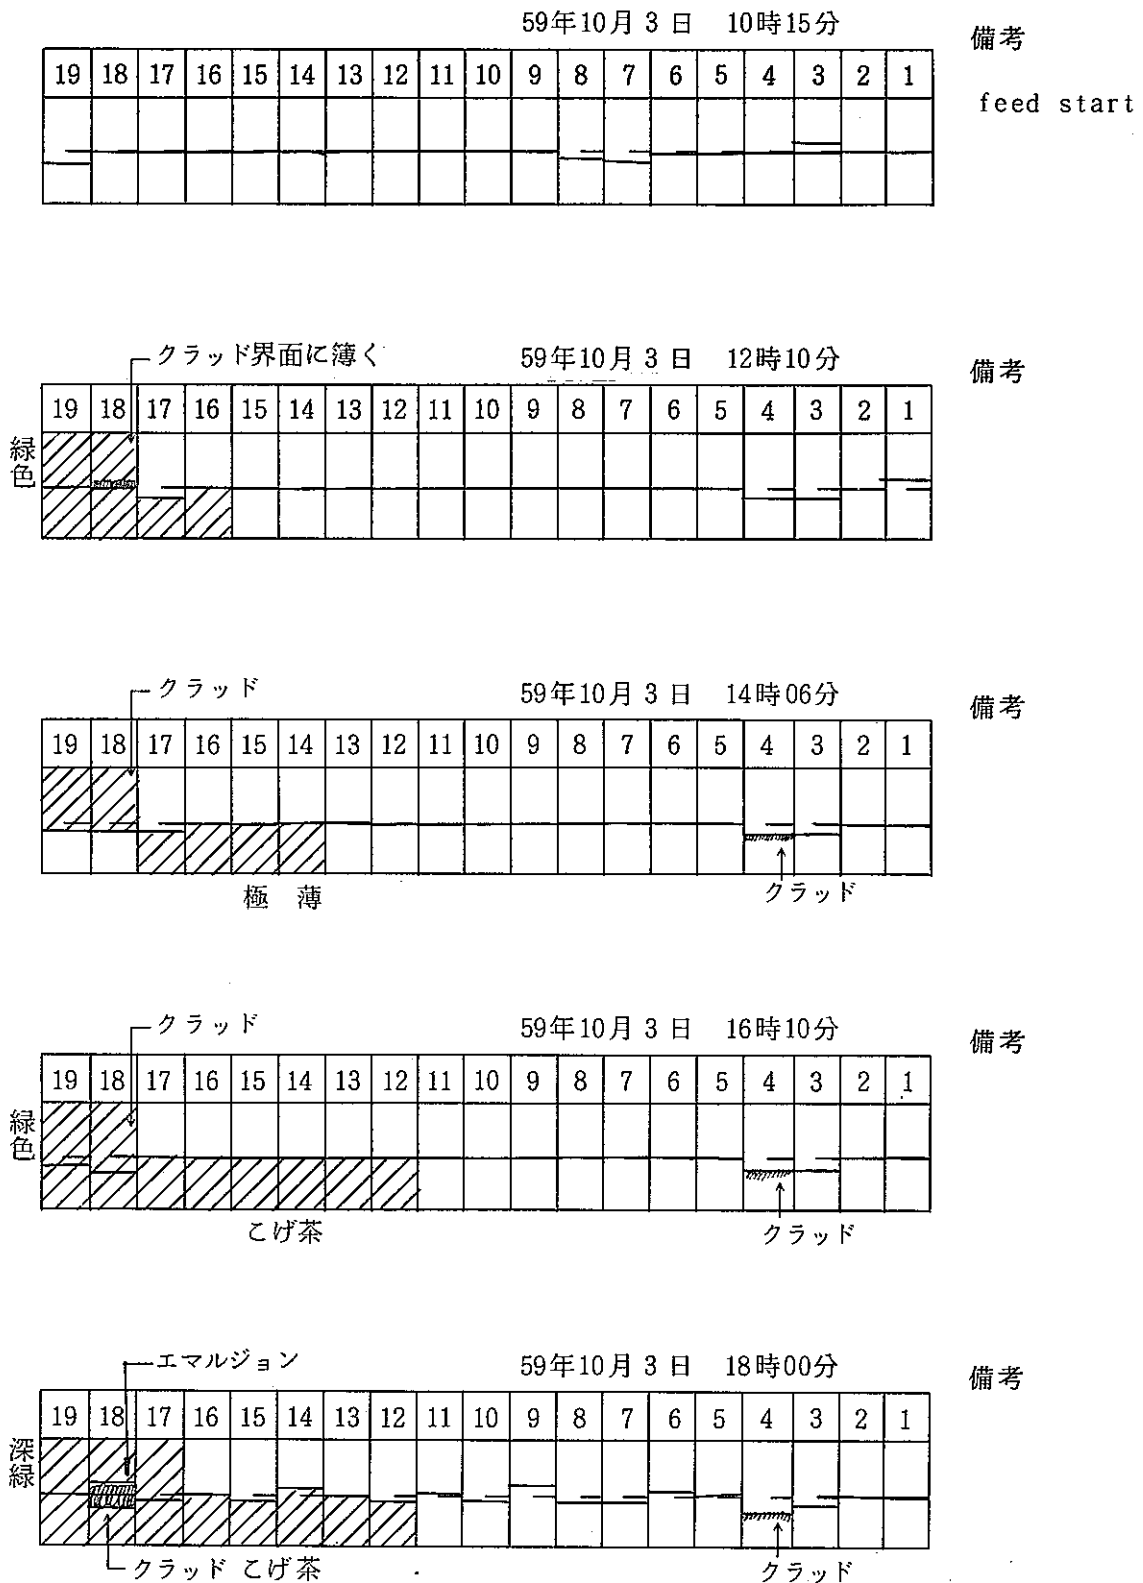 59年10月3日 10時15分 備考
19 18 17 16 15 14 13 12 11 10 9 8 7 6 5 4 3 2 1
feed start
クラッド界面に薄く 59年10月3日 12時10分 備考
19 18 17 16 15 14 13 12 11 10 9 8 7 6 5 4 3 2 1
緑色
クラッド 59年10月3日 14時06分 備考
19 18 17 16 15 14 13 12 11 10 9 8 7 6 5 4 3 2 1
極薄 クラッド
クラッド 59年10月3日 16時10分 備考
19 18 17 16 15 14 13 12 11 10 9 8 7 6 5 4 3 2 1
緑色
こげ茶 クラッド
エマルジョン 59年10月3日 18時00分 備考
19 18 17 16 15 14 13 12 11 10 9 8 7 6 5 4 3 2 1
深緑
クラッド こげ茶 クラッド